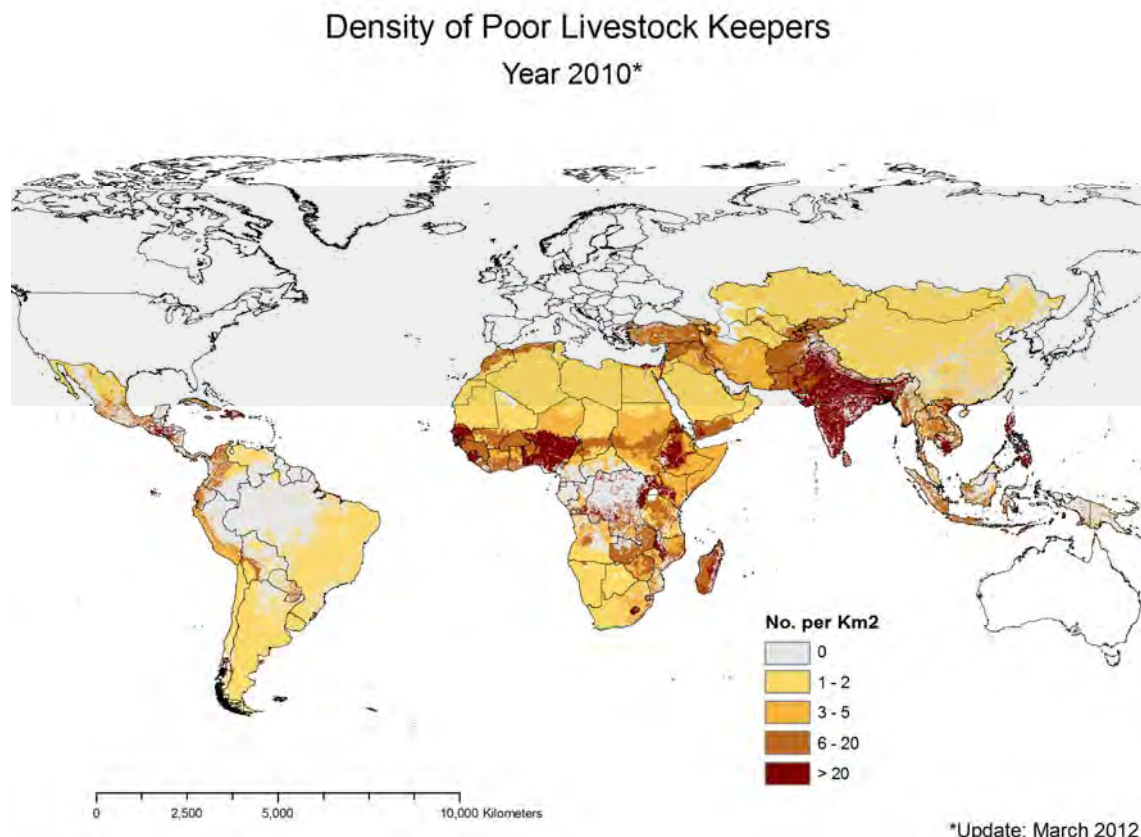 Density of Poor Livestock Keepers
Year 2010*
No. per Km2
0
1 - 2
3 - 5
6 - 20
> 20
0 2,500 5,000 10,000 Kilometers
*Update: March 2012